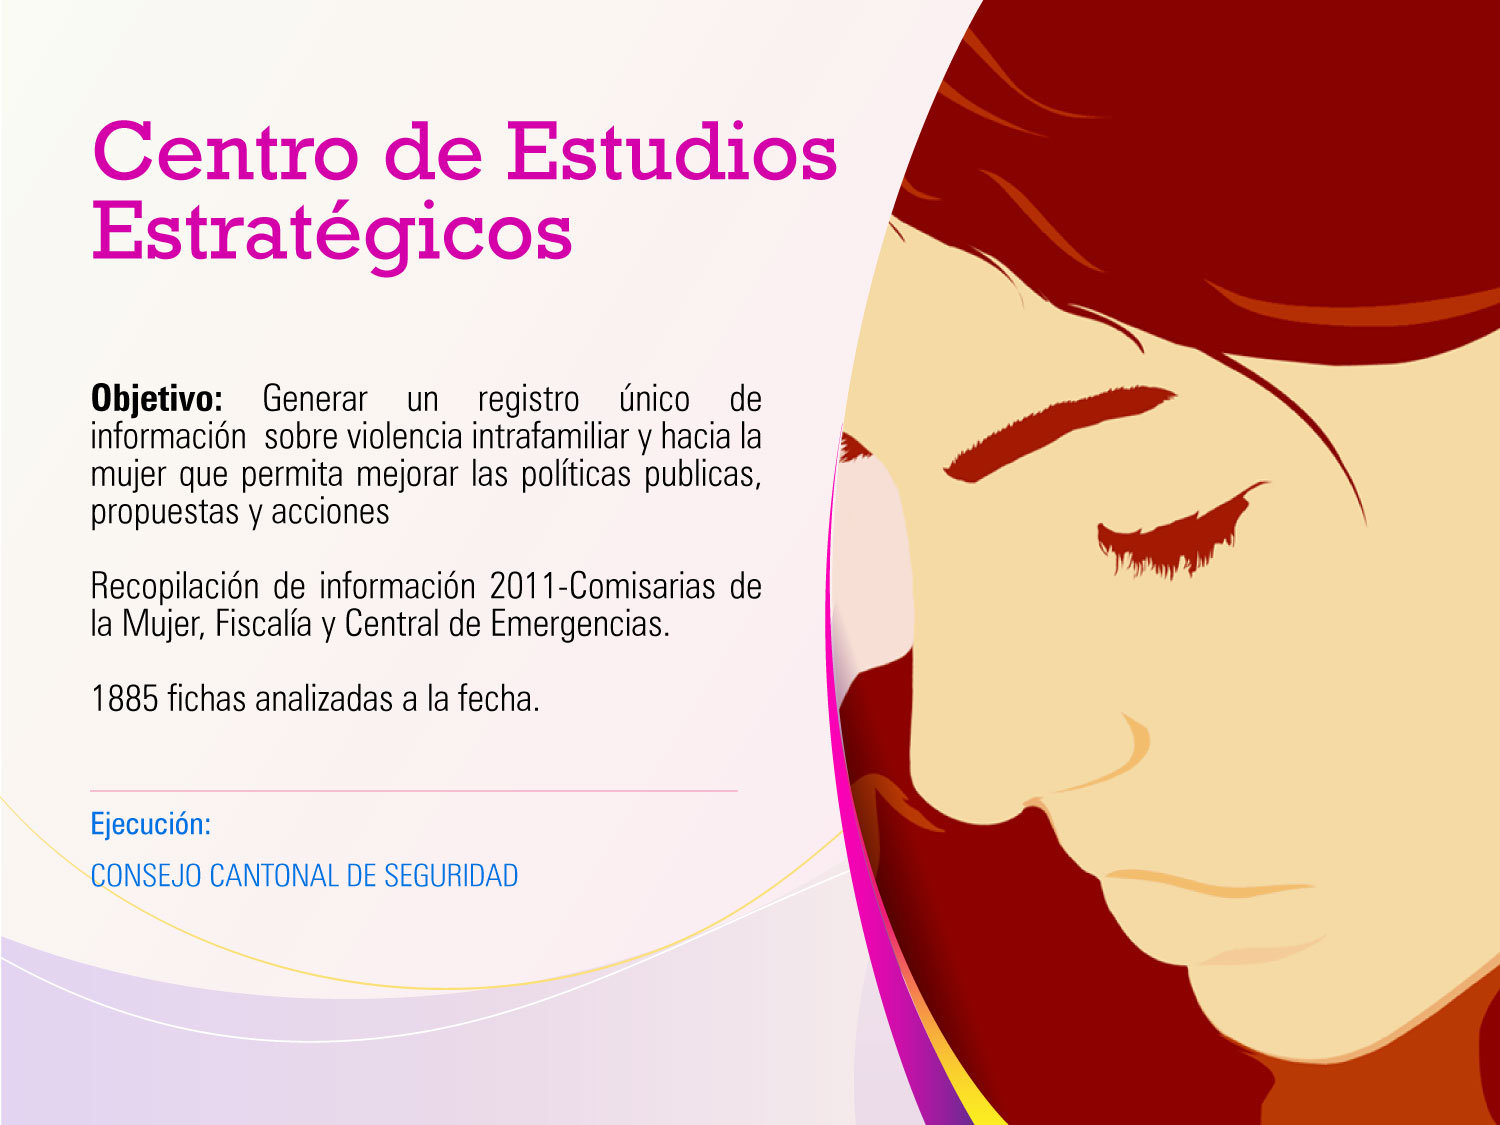 Centro de Estudios
Estratégicos
Objetivo: Generar un registro único de
información sobre violencia intrafamiliar y hacia la
mujer que permita mejorar las políticas publicas,
propuestas y acciones
Recopilación de información 2011-Comisarias de
la Mujer, Fiscalía y Central de Emergencias.
1885 fichas analizadas a la fecha.
Ejecución:
CONSEJO CANTONAL DE SEGURIDAD